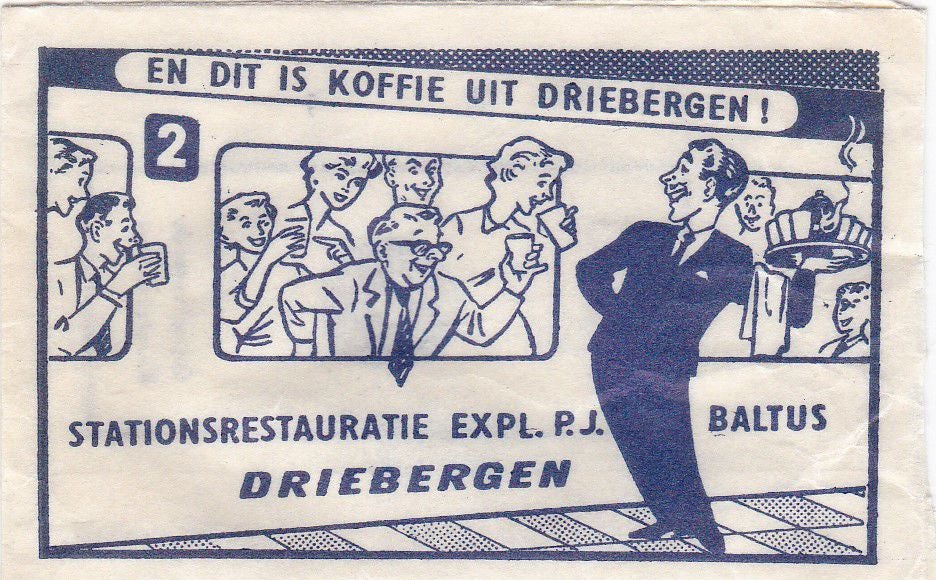 EN DIT IS KOFFIE UIT DRIEBERGEN!
2
STATIONSRESTAURATIE EXPL. P.J. BALTUS
DRIEBERGEN